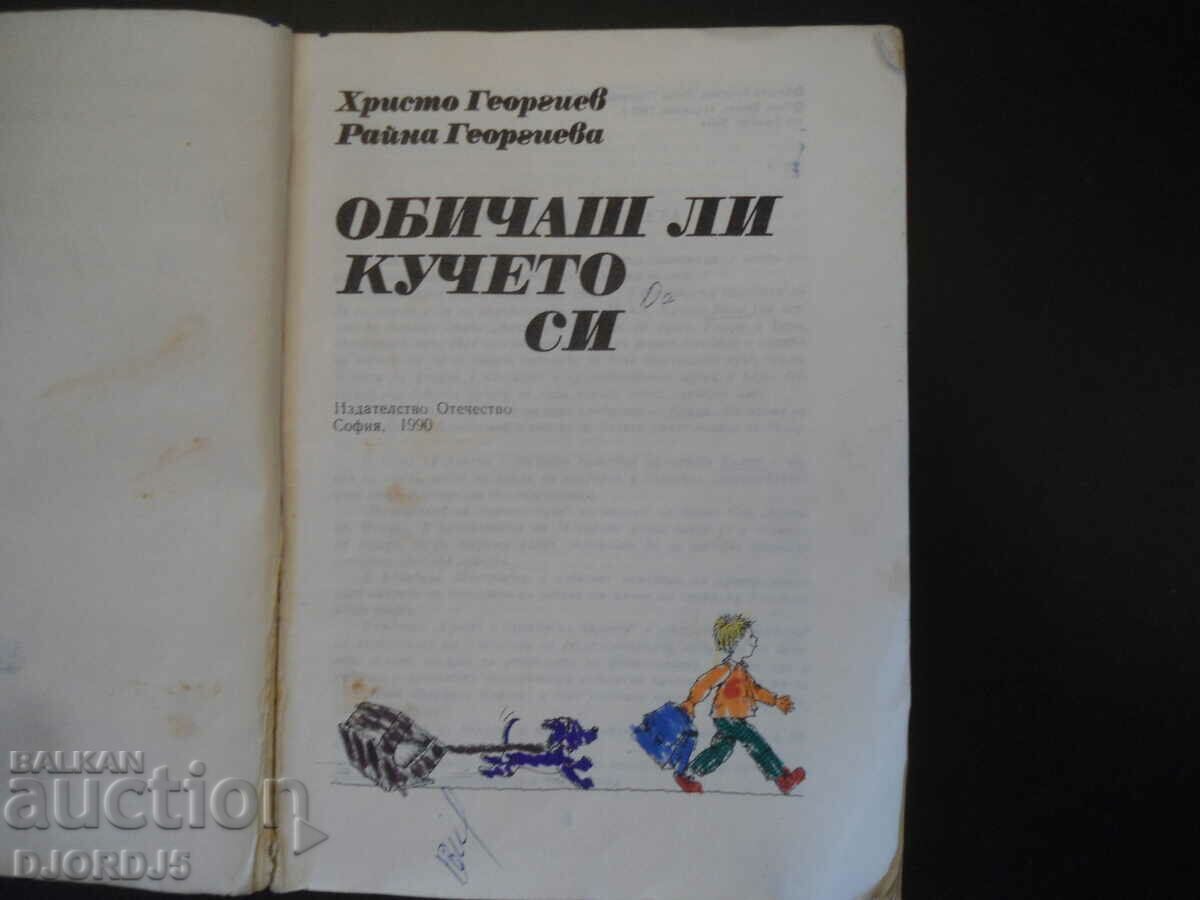 Христо Георгиев
Райна Георгиева
ОБИЧАШ ЛИ
КУЧЕТО
СИ
Да
Издателство Отечество
София, 1990
BALKAN
auction
DJORDJ5